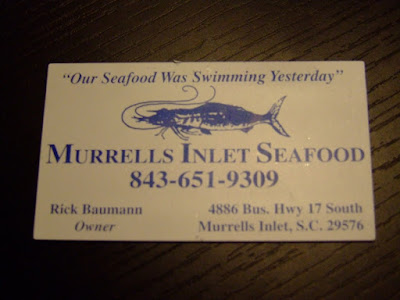 "Our Seafood Was Swimming Yesterday"
MURRELLS INLET SEAFOOD
843-651-9309
Rick Baumann
Owner
4886 Bus. Hwy 17 South
Murrells Inlet, S.C. 29576